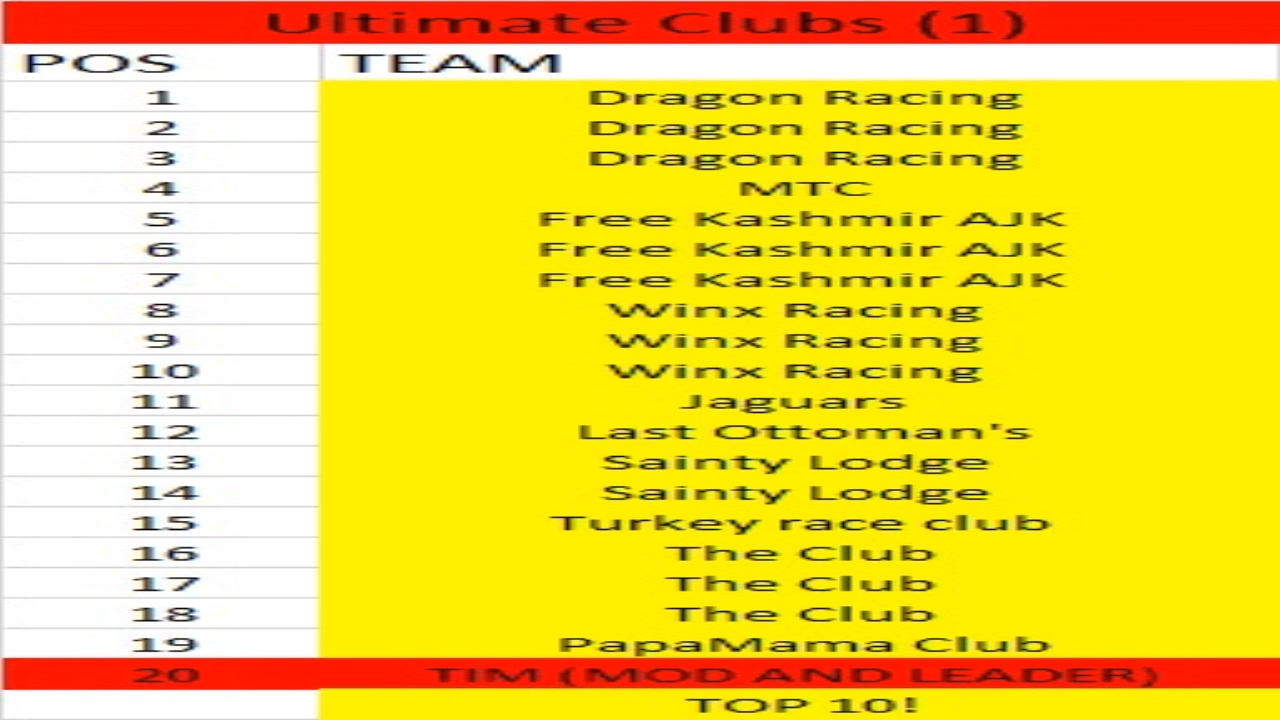 Ultimate Clubs (1)
POS TEAM
1 Dragon Racing
2 Dragon Racing
3 Dragon Racing
4 MTC
5 Free Kashmir AJK
6 Free Kashmir AJK
7 Free Kashmir AJK
8 Winx Racing
9 Winx Racing
10 Winx Racing
11 Jaguars
12 Last Ottoman's
13 Sainty Lodge
14 Sainty Lodge
15 Turkey race club
16 The Club
17 The Club
18 The Club
19 PapaMama Club
20 TIM (MOD AND LEADER)
TOP 10!